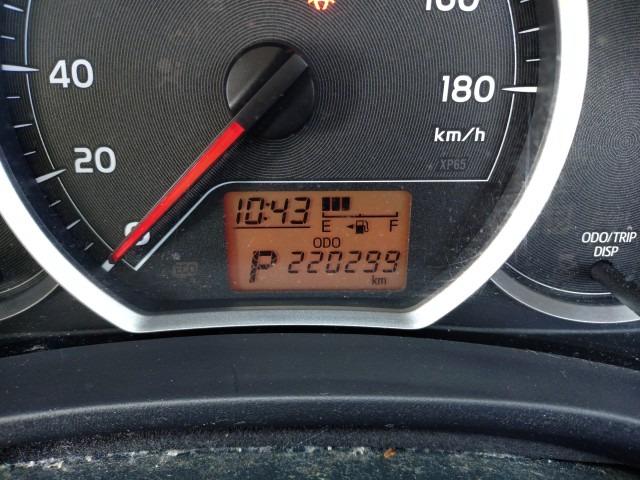 160
40
180
km/h
20
XP65
0
10:43
E F
ODO
ECO
P 220299
km
ODO/TRIP
DISP